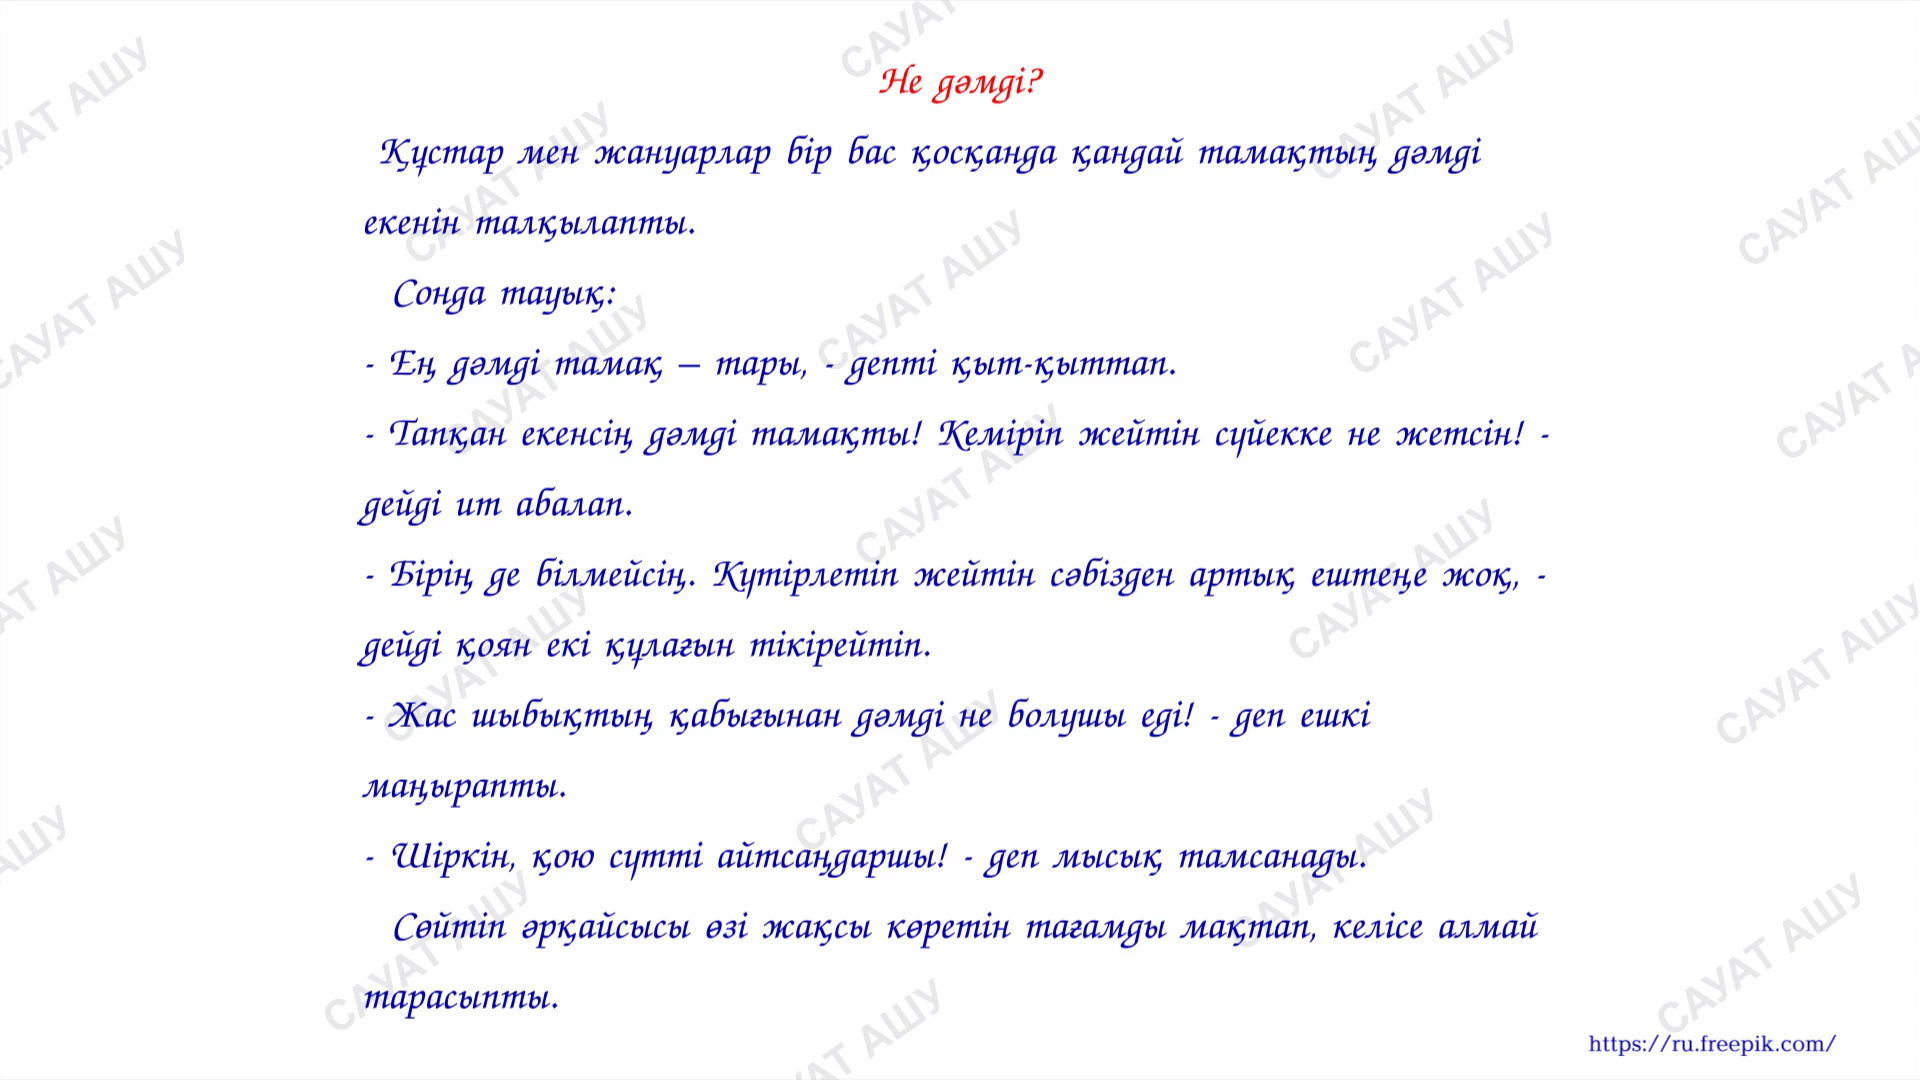 Не дәмді?
Құстар мен жануарлар бір бас қосқанда қандай тамақтың дәмді
екенін талқылапты.
Сонда тауық:
- Ең дәмді тамақ – тары, - депті қыт-қыттап.
- Тапқан екенсің дәмді тамақты! Кеміріп жейтін сүйекке не жетсін! -
дейді ит абалап.
- Бірің де білмейсің. Күтірлетіп жейтін сәбізден артық ештеңе жоқ, -
дейді қоян екі құлағын тікірейтіп.
- Жас шыбықтың қабығынан дәмді не болушы еді! - деп ешкі
маңырапты.
- Шіркін, қою сүтті айтсаңдаршы! - деп мысық тамсанады.
Сөйтіп әрқайсысы өзі жақсы көретін тағамды мақтап, келісе алмай
тарасыпты.
https://ru.freepik.com/
САУАТ АШУ